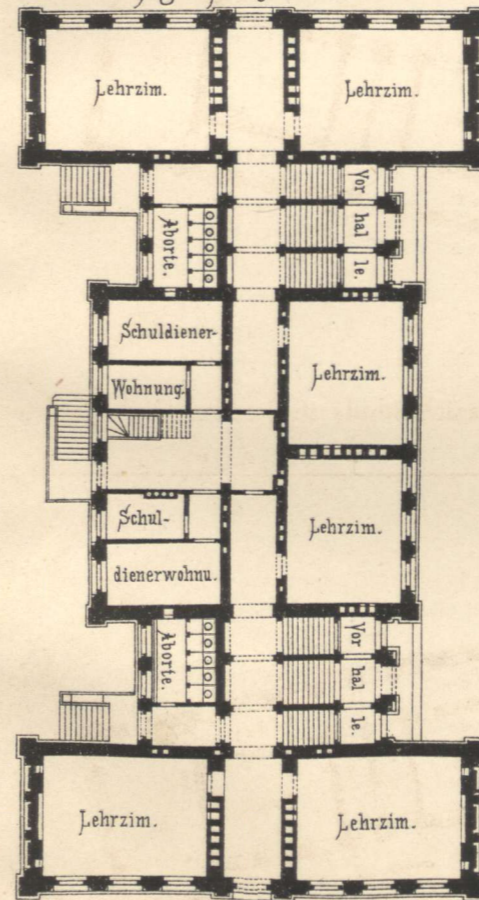 Lehrzim.
Lehrzim.
Vor
hal
le.
Aborte.
Schuldiener-
Wohnung.
Lehrzim.
Schul-
dienerwohnu.
Lehrzim.
Aborte.
Vor
hal
le.
Lehrzim.
Lehrzim.